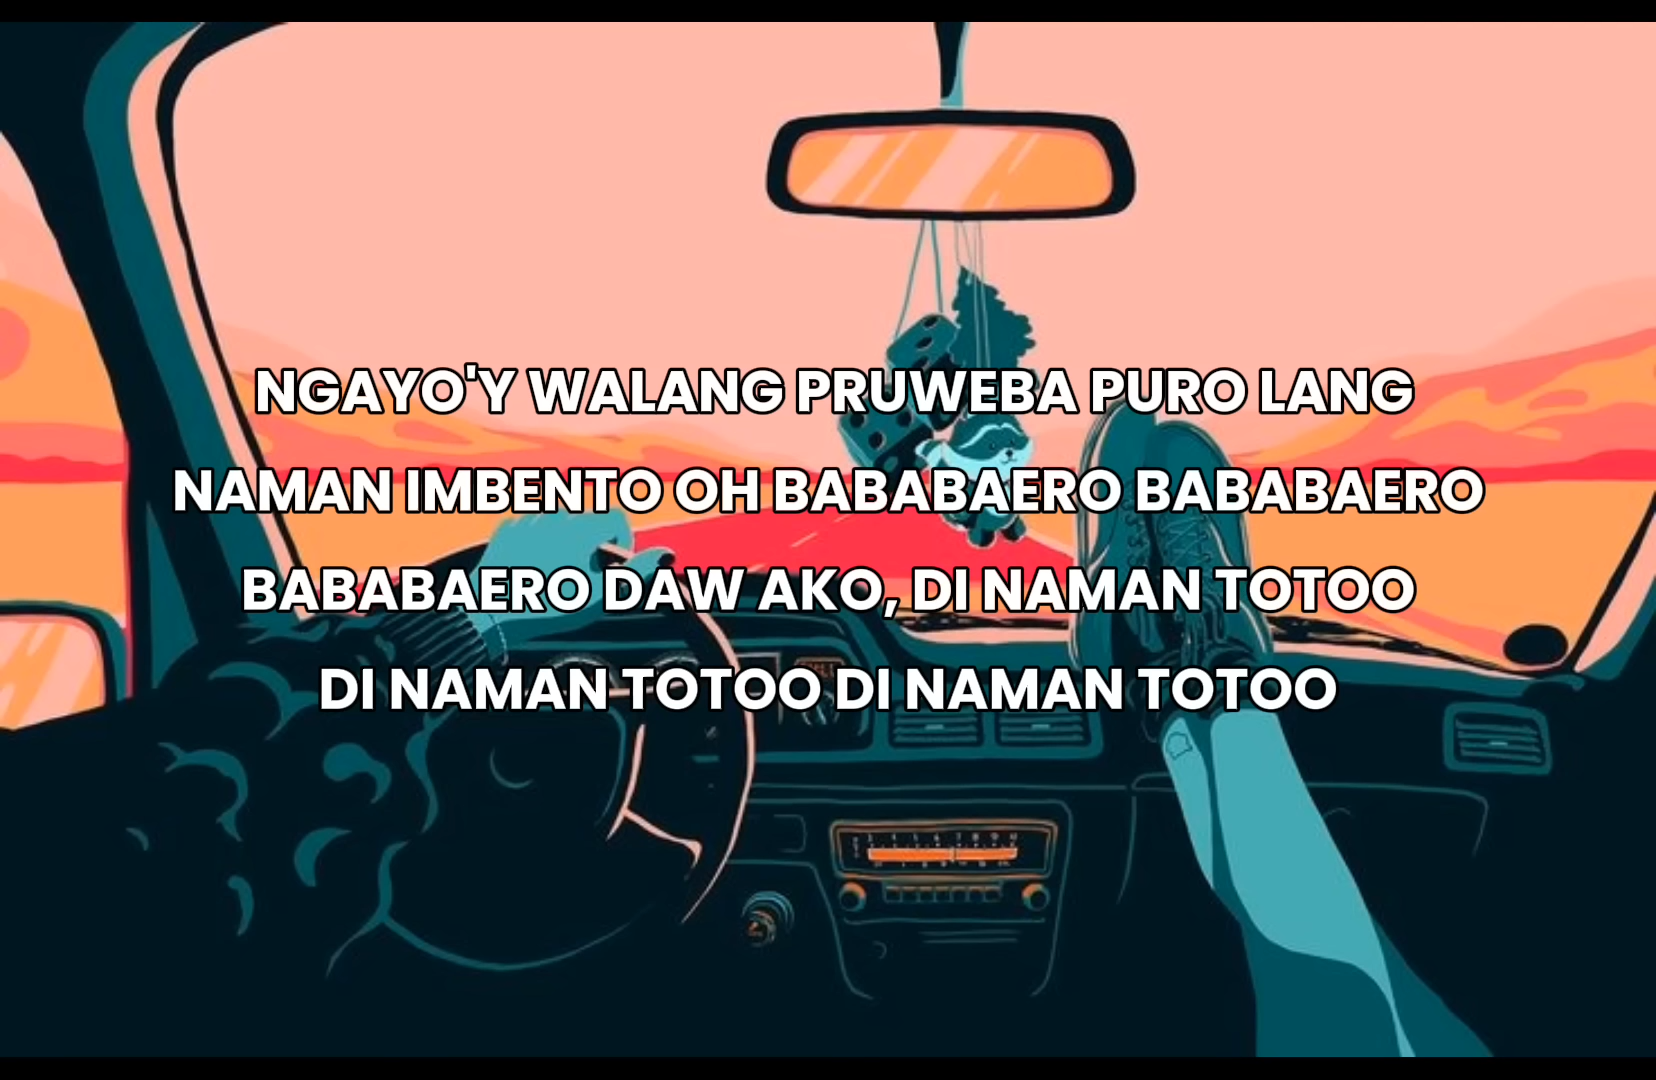 NGAYO'Y WALANG PRUWEBA PURO LANG
NAMAN IMBENTO OH BABABAERO BABABAERO
BABABAERO DAW AKO, DI NAMAN TOTOO
DI NAMAN TOTOO DI NAMAN TOTOO